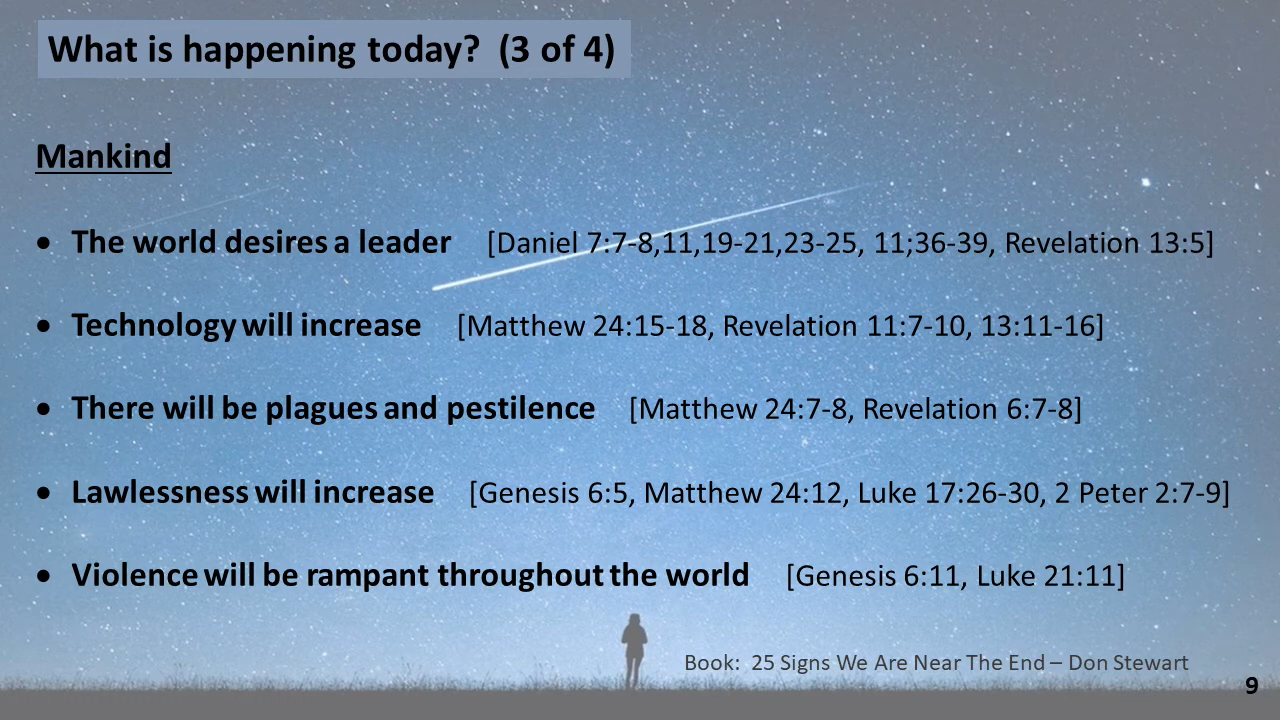 What is happening today?  (3 of 4)
Mankind
• The world desires a leader [Daniel 7:7-8,11,19-21,23-25, 11;36-39, Revelation 13:5]
• Technology will increase [Matthew 24:15-18, Revelation 11:7-10, 13:11-16]
• There will be plagues and pestilence [Matthew 24:7-8, Revelation 6:7-8]
• Lawlessness will increase [Genesis 6:5, Matthew 24:12, Luke 17:26-30, 2 Peter 2:7-9]
• Violence will be rampant throughout the world [Genesis 6:11, Luke 21:11]
Book:  25 Signs We Are Near The End – Don Stewart
9